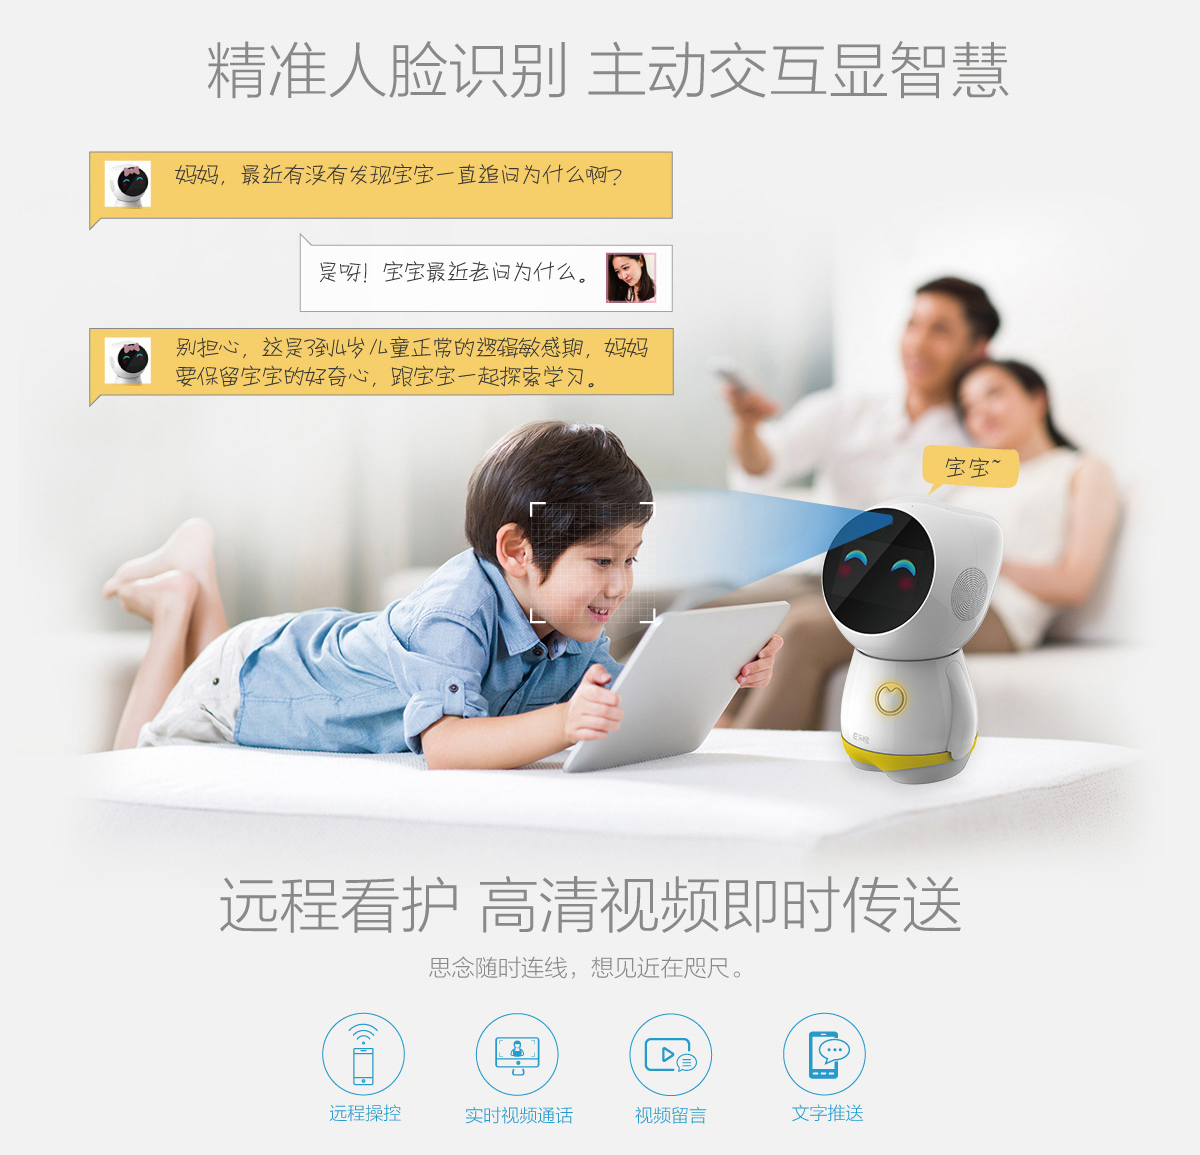 精准人脸识别 主动交互显智慧
妈妈，最近有没有发现宝宝一直追问为什么啊？
是呀！宝宝最近老问为什么。
别担心，这是3到4岁儿童正常的逻辑敏感期，妈妈
要保留宝宝的好奇心，跟宝宝一起探索学习。
宝宝~
远程看护 高清视频即时传送
思念随时连线，想见近在咫尺。
远程操控
实时视频通话
视频留言
文字推送